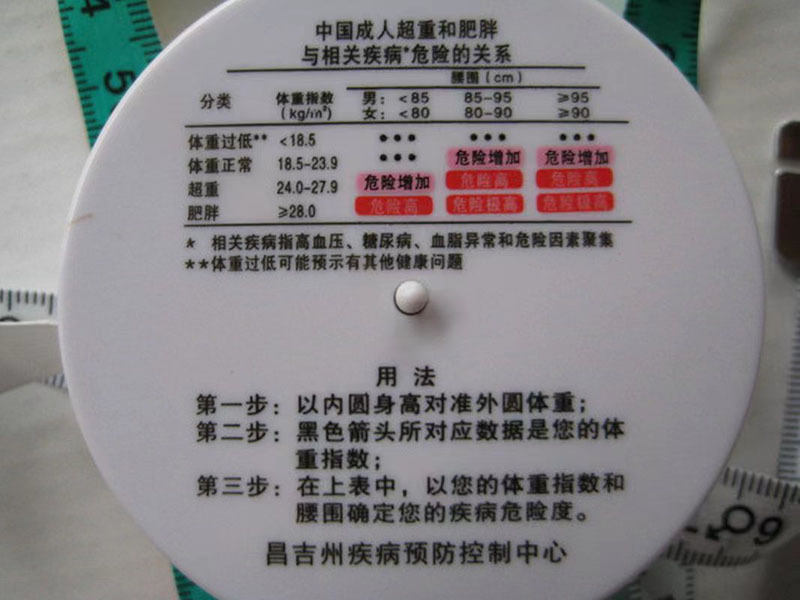 中国成人超重和肥胖
与相关疾病*危险的关系
腰围(cm)
分类 体重指数 (kg/m²) 男: <85 85-95 ≥95
女: <80 80-90 ≥90
体重过低** <18.5 ••• ••• •••
体重正常 18.5-23.9 ••• 危险增加 危险增加
超重 24.0-27.9 危险增加 危险高 危险高
肥胖 ≥28.0 危险高 危险极高 危险极高
* 相关疾病指高血压、糖尿病、血脂异常和危险因素聚集
**体重过低可能预示有其他健康问题
用法
第一步: 以内圆身高对准外圆体重;
第二步: 黑色箭头所对应数据是您的体
重指数;
第三步: 在上表中, 以您的体重指数和
腰围确定您的疾病危险度。
昌吉州疾病预防控制中心
4
5
60